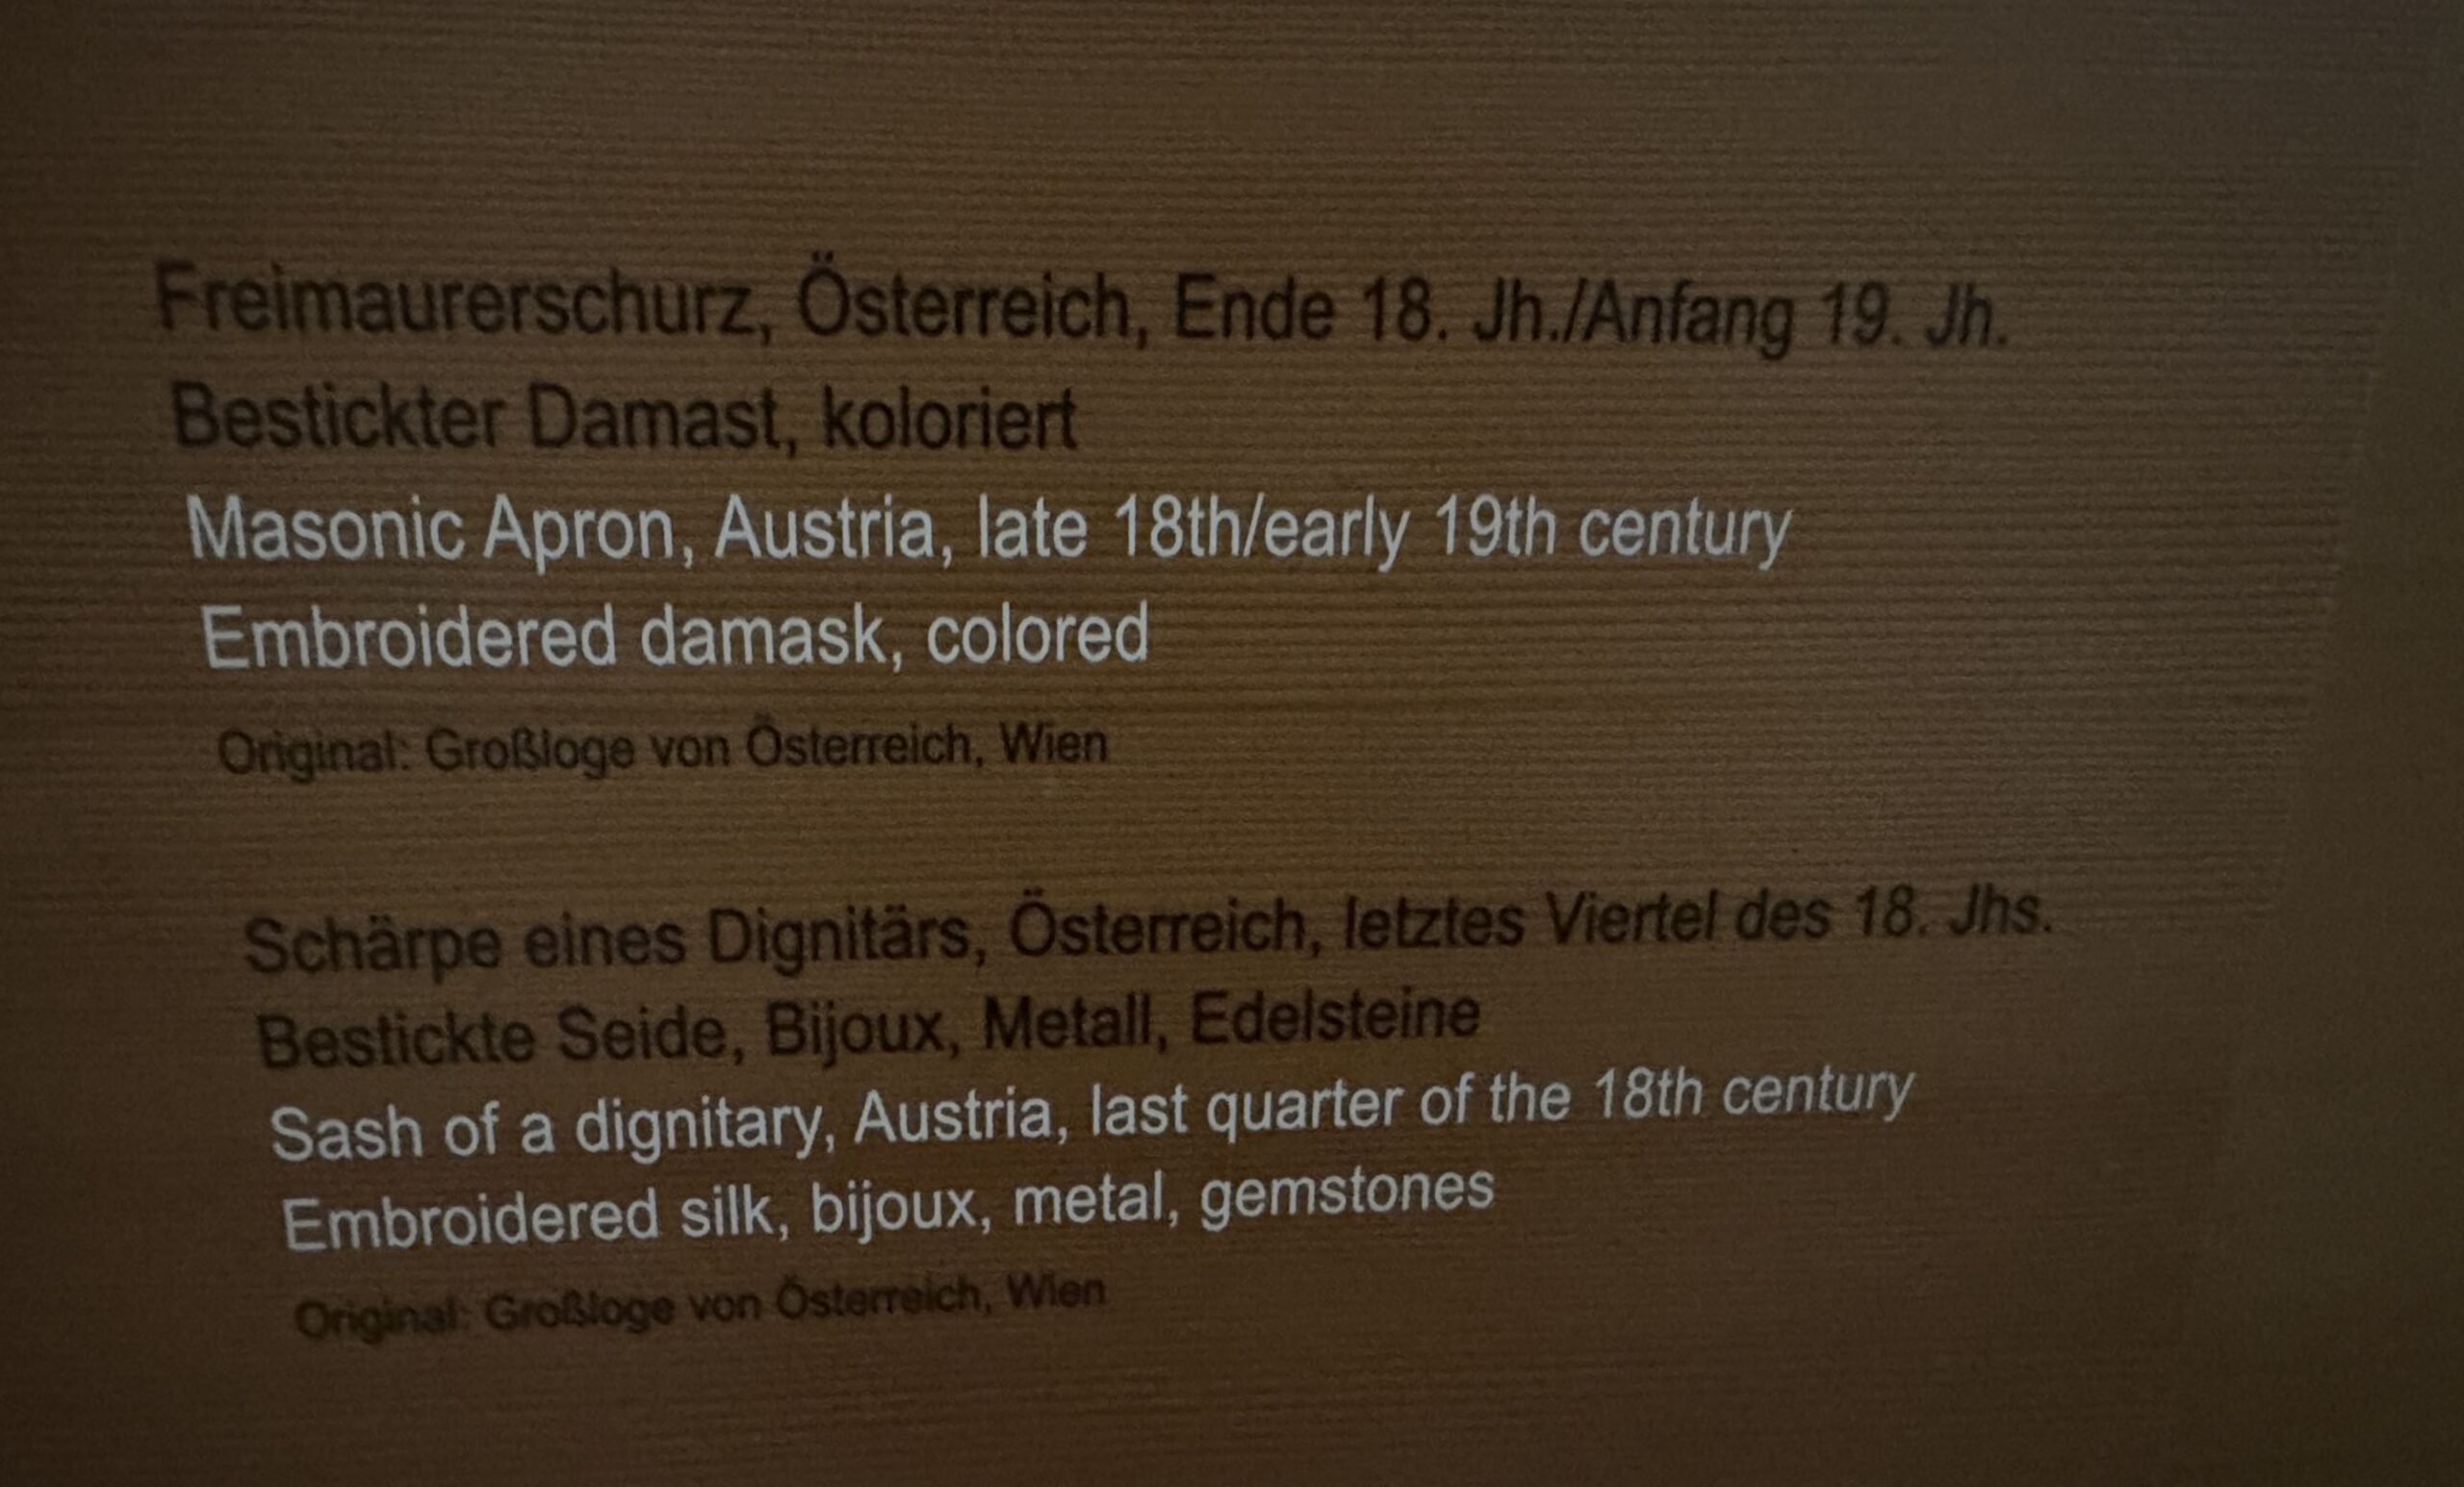 Freimaurerschurz, Österreich, Ende 18. Jh./Anfang 19. Jh.
Bestickter Damast, koloriert
Masonic Apron, Austria, late 18th/early 19th century
Embroidered damask, colored
Original: Großloge von Österreich, Wien
Schärpe eines Dignitärs, Österreich, letztes Viertel des 18. Jhs.
Bestickte Seide, Bijoux, Metall, Edelsteine
Sash of a dignitary, Austria, last quarter of the 18th century
Embroidered silk, bijoux, metal, gemstones
Original: Großloge von Österreich, Wien